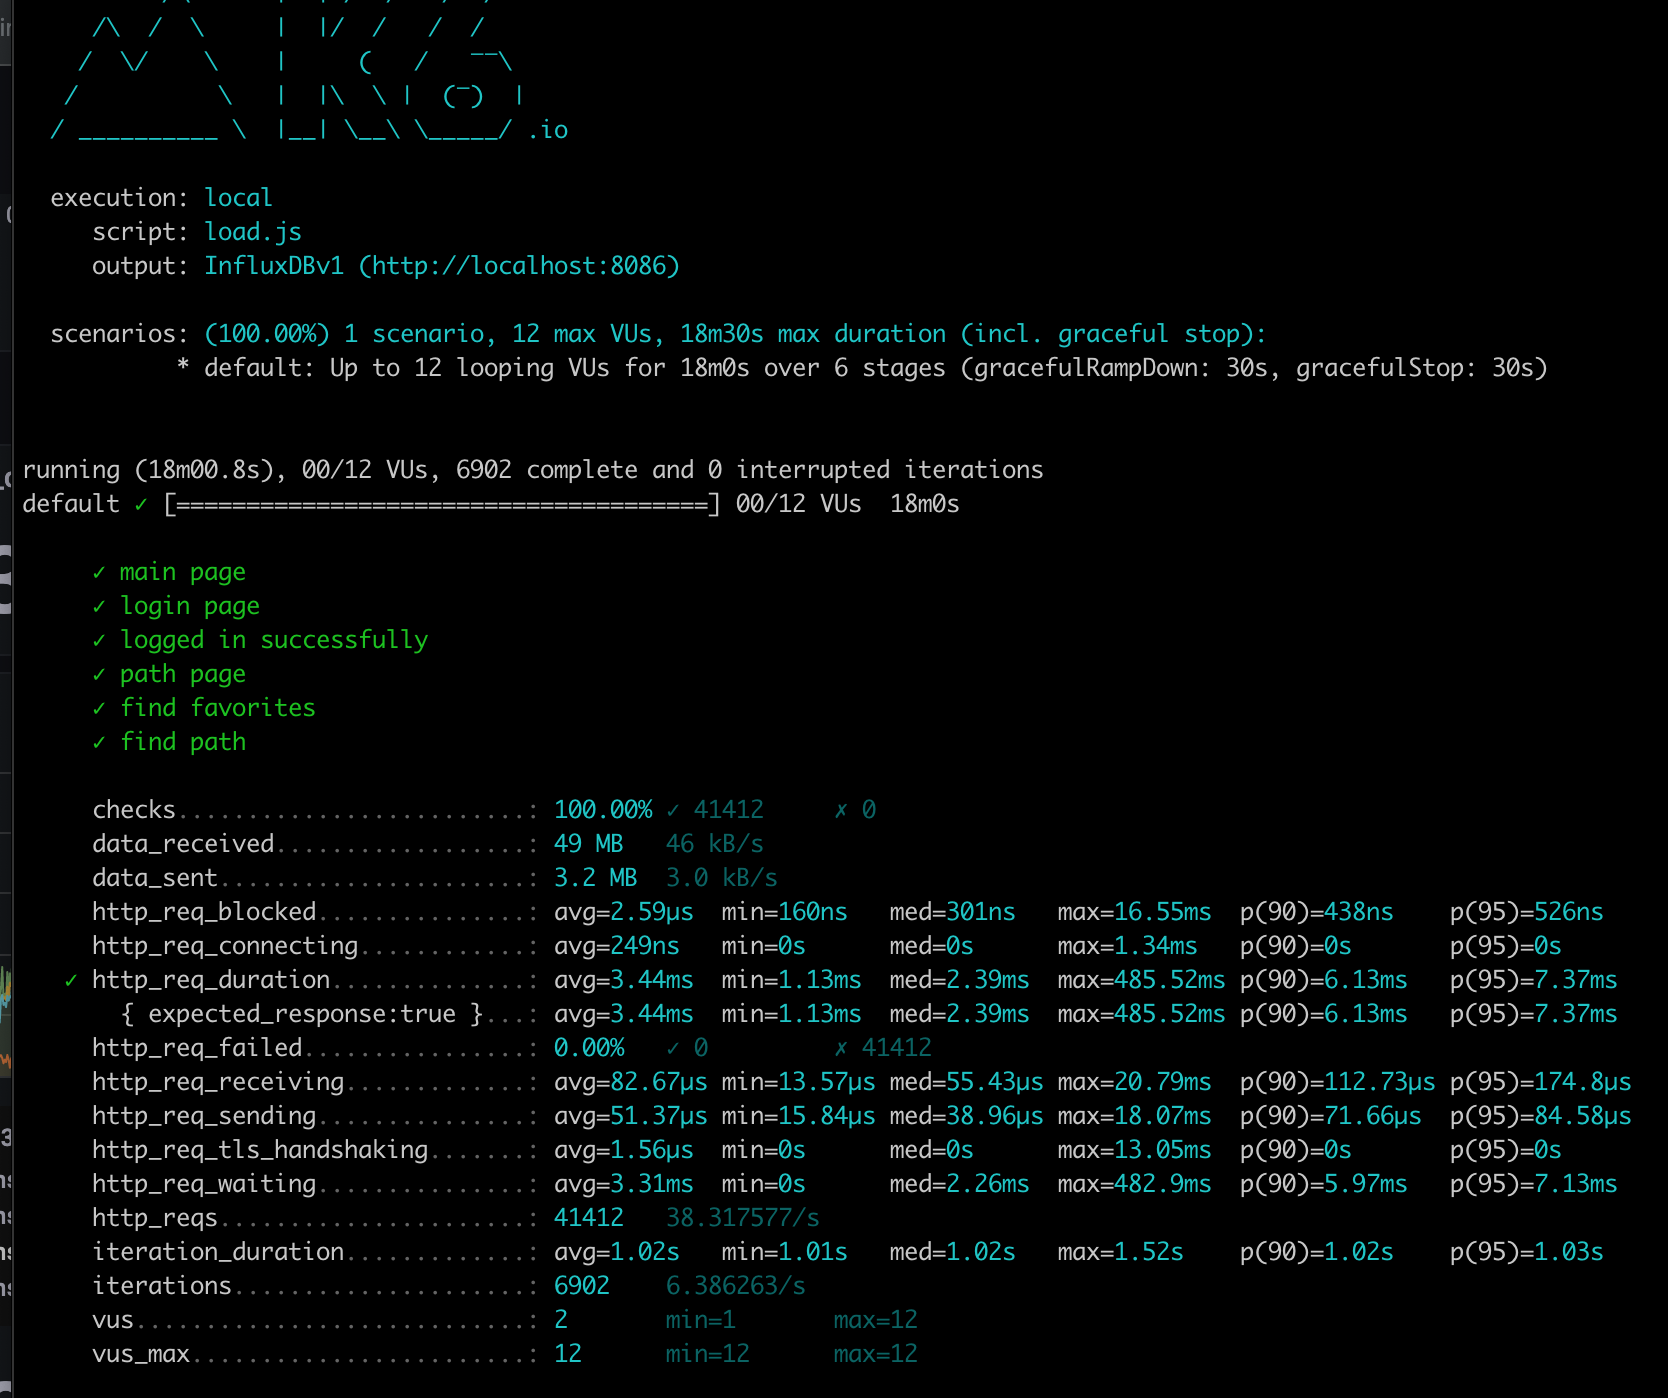 /\  /  \     |  |/  /   /  /
/  \/    \    |     (   /   ‾‾\
/          \   |  |\  \ |  (‾)  |
/ __________ \  |__| \__\ \_____/ .io
execution: local
script: load.js
output: InfluxDBv1 (http://localhost:8086)
scenarios: (100.00%) 1 scenario, 12 max VUs, 18m30s max duration (incl. graceful stop):
* default: Up to 12 looping VUs for 18m0s over 6 stages (gracefulRampDown: 30s, gracefulStop: 30s)
running (18m00.8s), 00/12 VUs, 6902 complete and 0 interrupted iterations
default ✓ [======================================] 00/12 VUs  18m0s
✓ main page
✓ login page
✓ logged in successfully
✓ path page
✓ find favorites
✓ find path
checks.........................: 100.00% ✓ 41412     ✗ 0
data_received..................: 49 MB   46 kB/s
data_sent......................: 3.2 MB  3.0 kB/s
http_req_blocked...............: avg=2.59µs  min=160ns   med=301ns   max=16.55ms  p(90)=438ns    p(95)=526ns
http_req_connecting............: avg=249ns   min=0s      med=0s      max=1.34ms   p(90)=0s       p(95)=0s
✓ http_req_duration..............: avg=3.44ms  min=1.13ms  med=2.39ms  max=485.52ms p(90)=6.13ms   p(95)=7.37ms
{ expected_response:true }...: avg=3.44ms  min=1.13ms  med=2.39ms  max=485.52ms p(90)=6.13ms   p(95)=7.37ms
http_req_failed................: 0.00%   ✓ 0         ✗ 41412
http_req_receiving.............: avg=82.67µs min=13.57µs med=55.43µs max=20.79ms  p(90)=112.73µs p(95)=174.8µs
http_req_sending...............: avg=51.37µs min=15.84µs med=38.96µs max=18.07ms  p(90)=71.66µs  p(95)=84.58µs
http_req_tls_handshaking.......: avg=1.56µs  min=0s      med=0s      max=13.05ms  p(90)=0s       p(95)=0s
http_req_waiting...............: avg=3.31ms  min=0s      med=2.26ms  max=482.9ms  p(90)=5.97ms   p(95)=7.13ms
http_reqs......................: 41412   38.317577/s
iteration_duration.............: avg=1.02s   min=1.01s   med=1.02s   max=1.52s    p(90)=1.02s    p(95)=1.03s
iterations.....................: 6902    6.386263/s
vus............................: 2       min=1       max=12
vus_max........................: 12      min=12      max=12